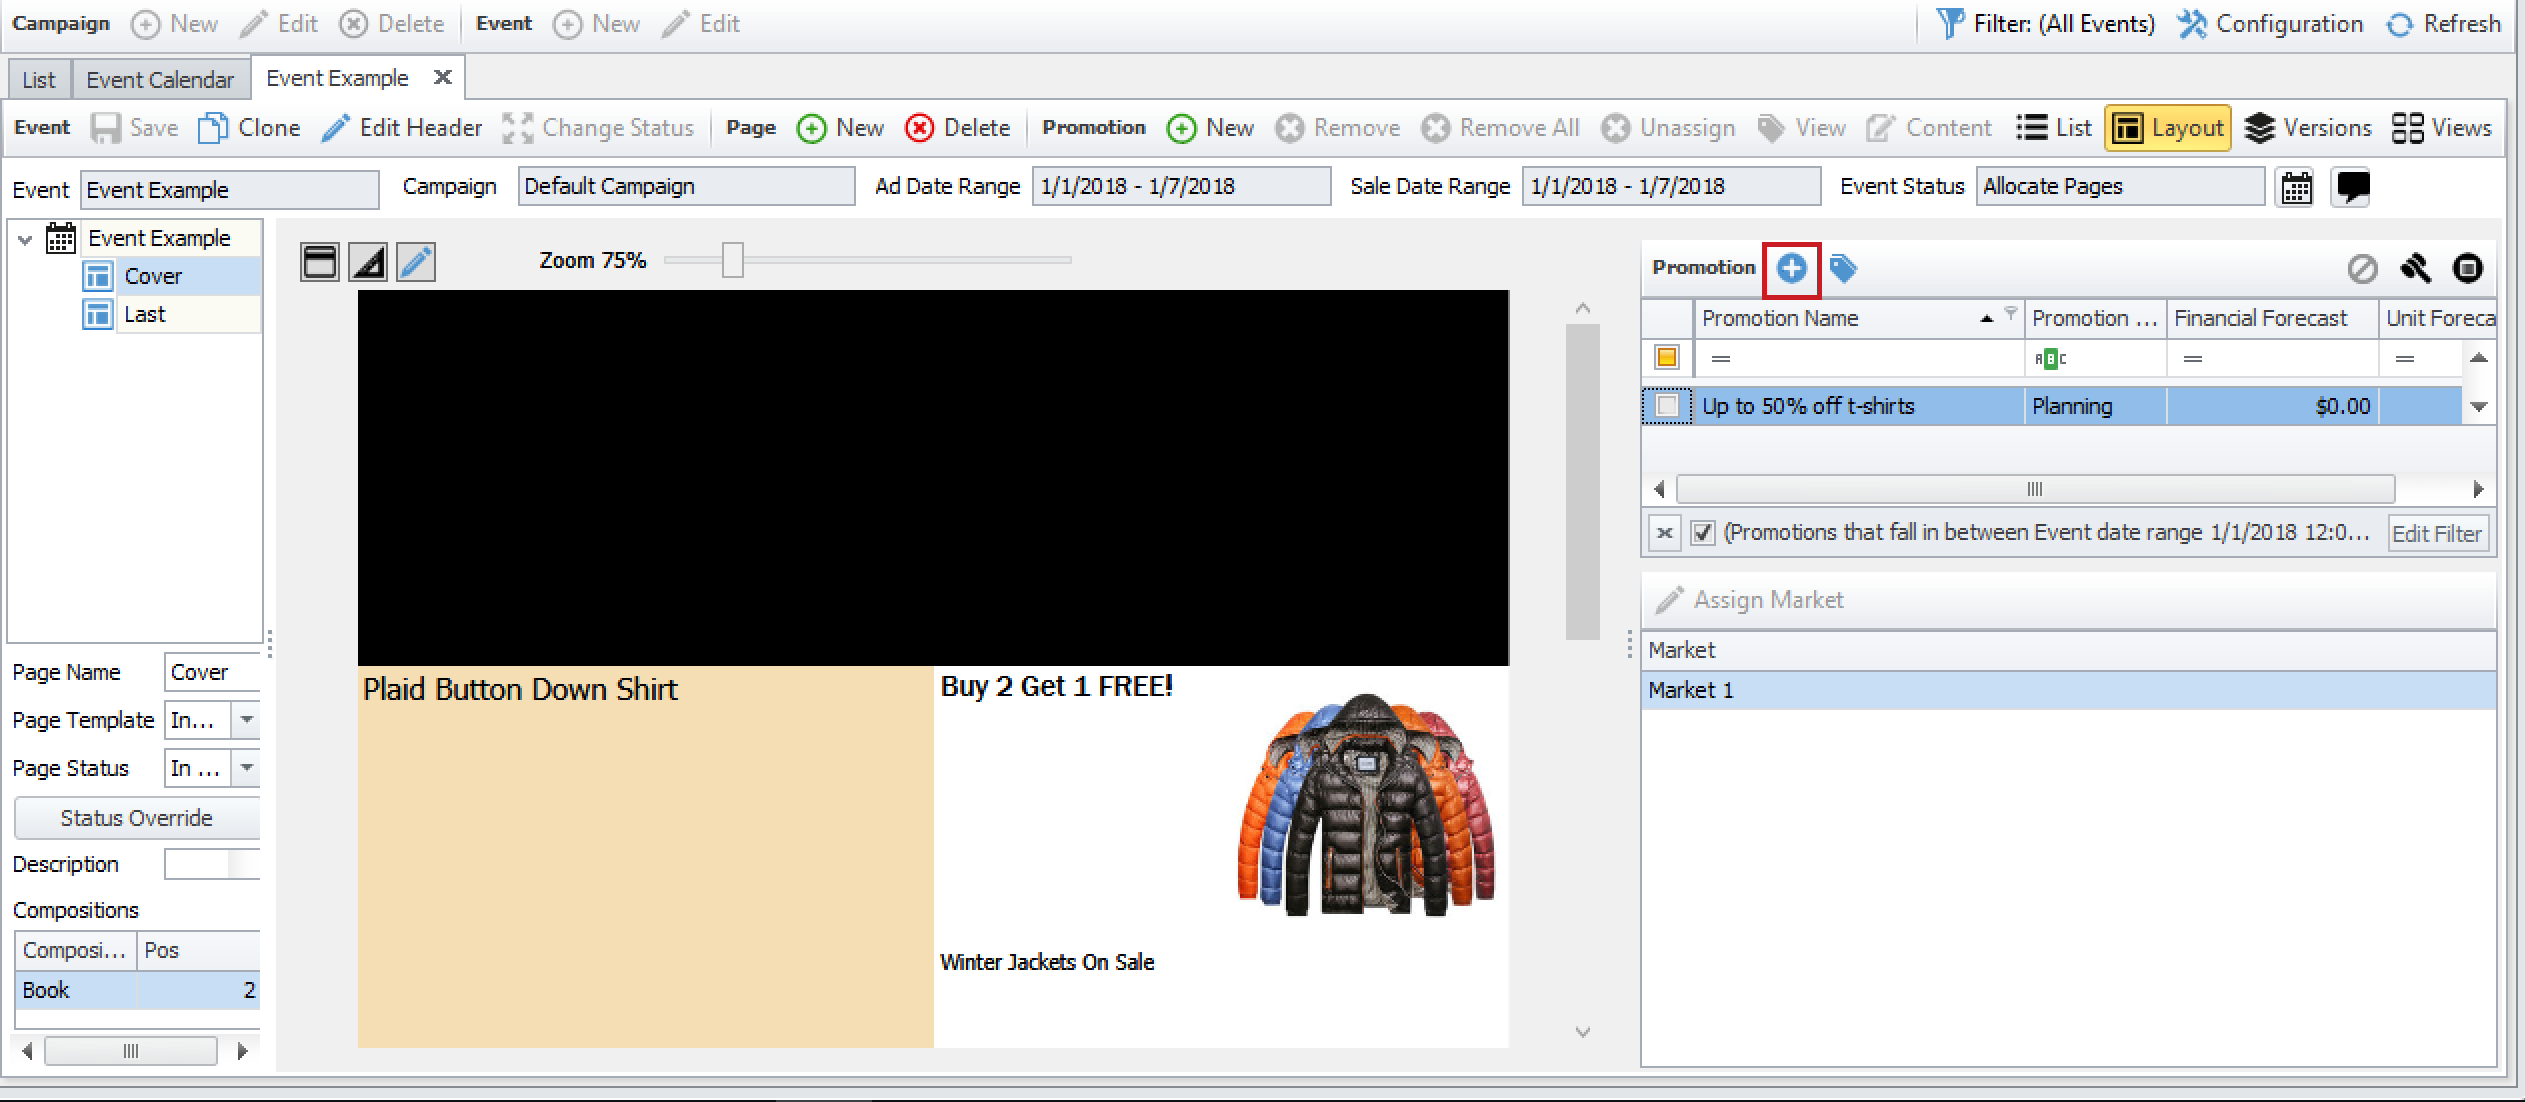 Campaign New Edit Delete Event New Edit Filter: (All Events) Configuration Refresh
List Event Calendar Event Example
Event Save Clone Edit Header Change Status Page New Delete Promotion New Remove Remove All Unassign View Content List Layout Versions Views
Event Event Example Campaign Default Campaign Ad Date Range 1/1/2018 - 1/7/2018 Sale Date Range 1/1/2018 - 1/7/2018 Event Status Allocate Pages
Event Example
Cover
Last
Page Name Cover
Page Template In...
Page Status In ...
Status Override
Description
Compositions
Composi... Pos
Book 2
Zoom 75%
Plaid Button Down Shirt
Buy 2 Get 1 FREE!
Winter Jackets On Sale
Promotion
Promotion Name Promotion ... Financial Forecast Unit Foreca
= ABC = =
Up to 50% off t-shirts Planning $0.00
(Promotions that fall in between Event date range 1/1/2018 12:0... Edit Filter
Assign Market
Market
Market 1